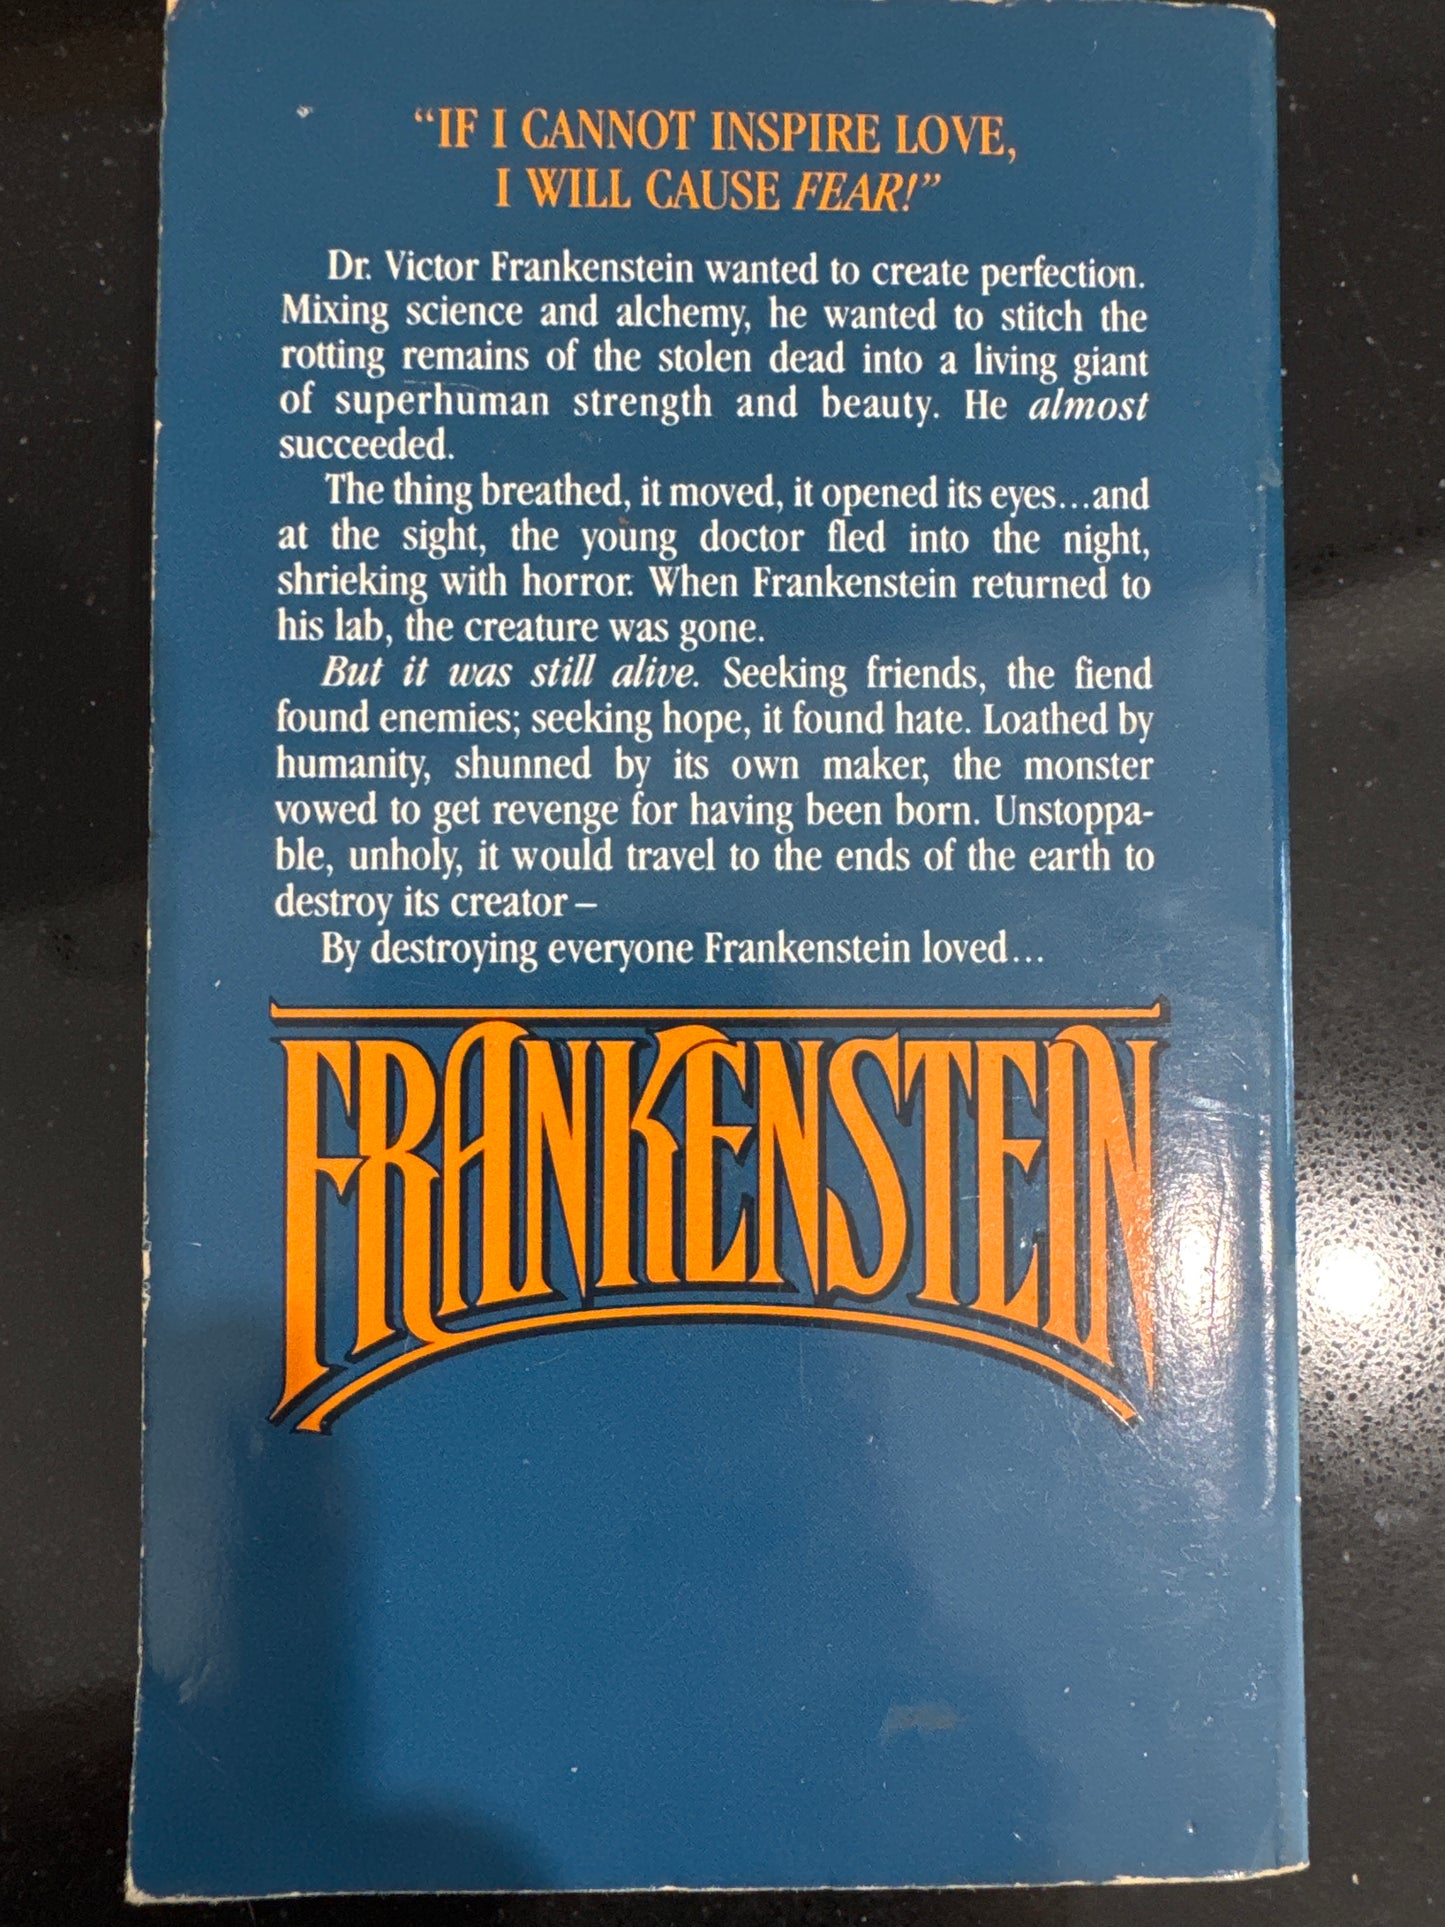 “IF I CANNOT INSPIRE LOVE,
I WILL CAUSE FEAR!”
Dr. Victor Frankenstein wanted to create perfection.
Mixing science and alchemy, he wanted to stitch the
rotting remains of the stolen dead into a living giant
of superhuman strength and beauty. He almost
succeeded.
The thing breathed, it moved, it opened its eyes...and
at the sight, the young doctor fled into the night,
shrieking with horror. When Frankenstein returned to
his lab, the creature was gone.
But it was still alive. Seeking friends, the fiend
found enemies; seeking hope, it found hate. Loathed by
humanity, shunned by its own maker, the monster
vowed to get revenge for having been born. Unstoppa-
ble, unholy, it would travel to the ends of the earth to
destroy its creator –
By destroying everyone Frankenstein loved...
FRANKENSTEIN